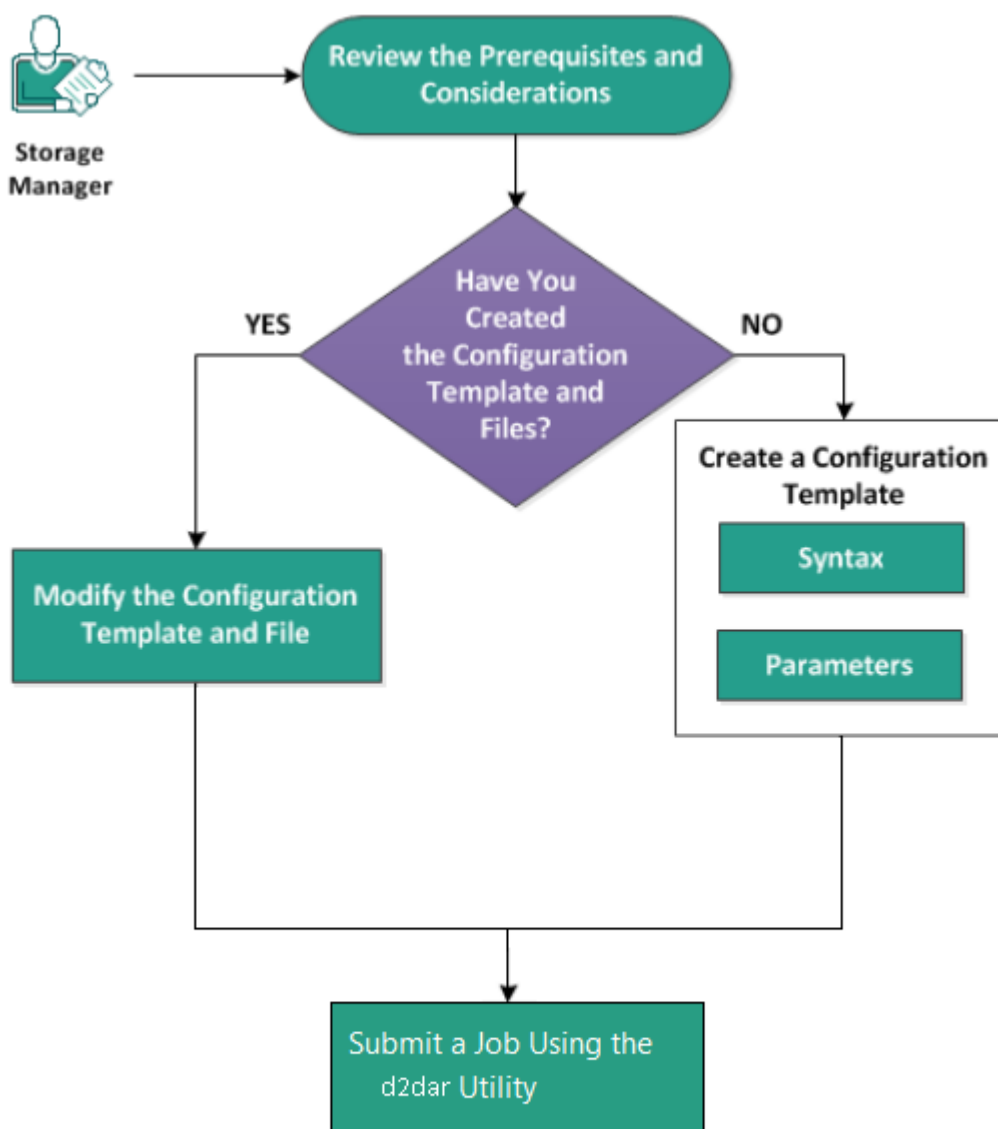 Storage
Manager
Review the Prerequisites and
Considerations
Have You
Created
the Configuration
Template and
Files?
YES
NO
Modify the Configuration
Template and File
Create a Configuration
Template
Syntax
Parameters
Submit a Job Using the
d2dar Utility